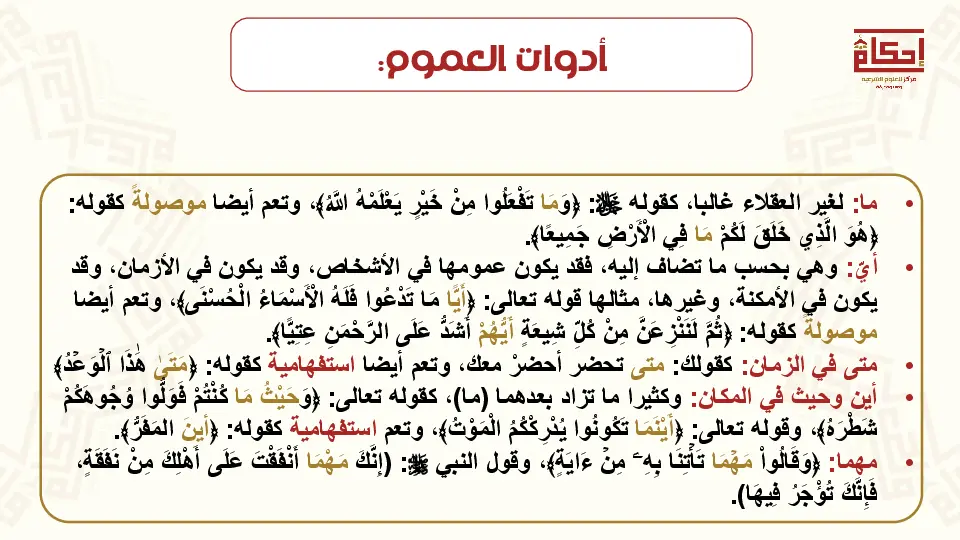 أدوات العموم:
إحكام
مركز للعلوم الشرعية
ما: لغير العقلاء غالبا، كقوله ﷻ: ﴿وَمَا تَفْعَلُوا مِنْ خَيْرٍ يَعْلَمْهُ اللَّهُ﴾، وتعم أيضا موصولةً كقوله:
﴿هُوَ الَّذِي خَلَقَ لَكُمْ مَا فِي الْأَرْضِ جَمِيعًا﴾.
أيّ: وهي بحسب ما تضاف إليه، فقد يكون عمومها في الأشخاص، وقد يكون في الأزمان، وقد
يكون في الأمكنة، وغيرها، مثالها قوله تعالى: ﴿أَيًّا مَا تَدْعُوا فَلَهُ الْأَسْمَاءُ الْحُسْنَى﴾، وتعم أيضا
موصولةً كقوله: ﴿ثُمَّ لَنَنْزِعَنَّ مِنْ كُلِّ شِيعَةٍ أَيُّهُمْ أَشَدُّ عَلَى الرَّحْمَنِ عِتِيًّا﴾.
متى في الزمان: كقولك: متى تحضر أحضرْ معك، وتعم أيضا استفهامية كقوله: ﴿مَتَىٰ هَٰذَا ٱلْوَعْدُ﴾
أين وحيث في المكان: وكثيرا ما تزاد بعدهما (ما)، كقوله تعالى: ﴿وَحَيْثُ مَا كُنْتُمْ فَوَلُّوا وُجُوهَكُمْ
شَطْرَهُ﴾، وقوله تعالى: ﴿أَيْنَمَا تَكُونُوا يُدْرِكْكُمُ الْمَوْتُ﴾، وتعم استفهامية كقوله: ﴿أَينَ المَفَرُّ﴾.
مهما: ﴿وَقَالُواْ مَهْمَا تَأْتِنَا بِهِۦ مِنْ ءَايَةٍ﴾، وقول النبي ﷺ: (إِنَّكَ مَهْمَا أَنْفَقْتَ عَلَى أَهْلِكَ مِنْ نَفَقَةٍ،
فَإِنَّكَ تُؤْجَرُ فِيهَا).